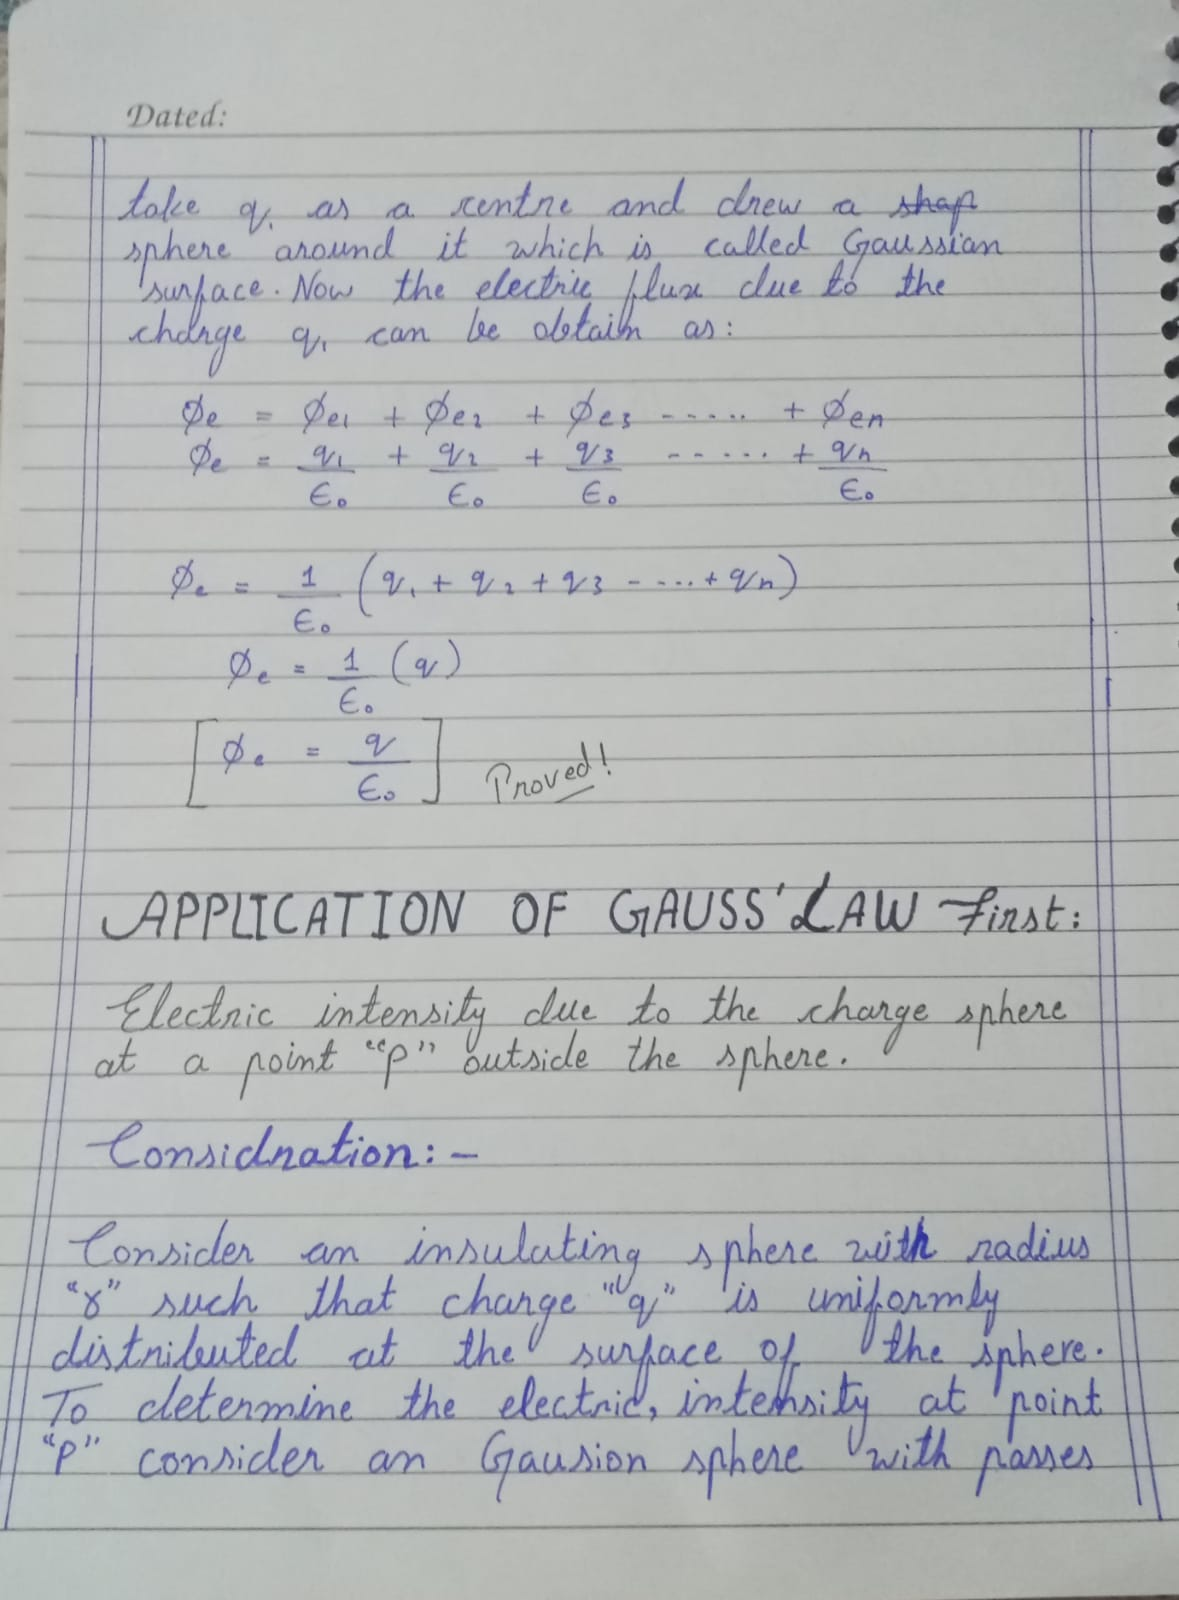 Dated:
take q₁ as a centre and drew a shap
sphere around it which is called Gaussian
surface. Now the electric flux due to the
charge q₁ can be obtain as:
Øe = Øe1 + Øe2 + Øe3 ----- + Øen
Øe = q1/ε₀ + q2/ε₀ + q3/ε₀ ------ + qn/ε₀
Øe = 1/ε₀ (q1 + q2 + q3 - ---- + qn)
Øe = 1/ε₀ (q)
[Øe = q/ε₀] Proved!
APPLICATION OF GAUSS' LAW First:
Electric intensity due to the charge sphere
at a point "p" outside the sphere.
Considration: -
Consider an insulating sphere with radius
"r" such that charge "q" is uniformly
distributed at the surface of the sphere.
To determine the electric, intensity at point
"p" consider an Gausion sphere with passes